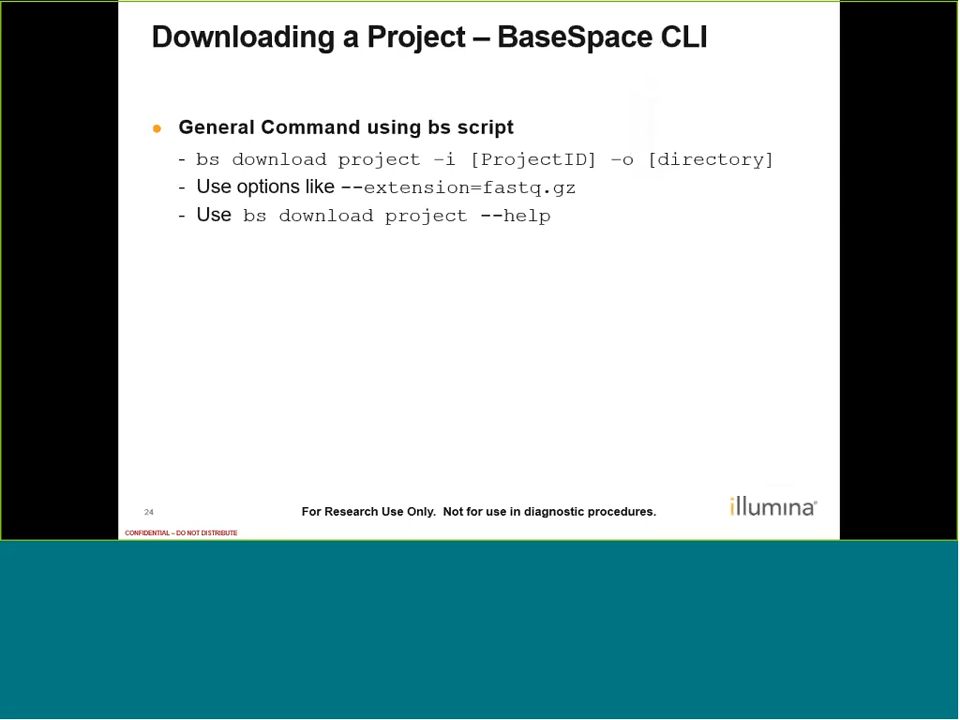 Downloading a Project – BaseSpace CLI
● General Command using bs script
- bs download project –i [ProjectID] –o [directory]
- Use options like --extension=fastq.gz
- Use bs download project --help
24
For Research Use Only. Not for use in diagnostic procedures.
illumina®
CONFIDENTIAL – DO NOT DISTRIBUTE